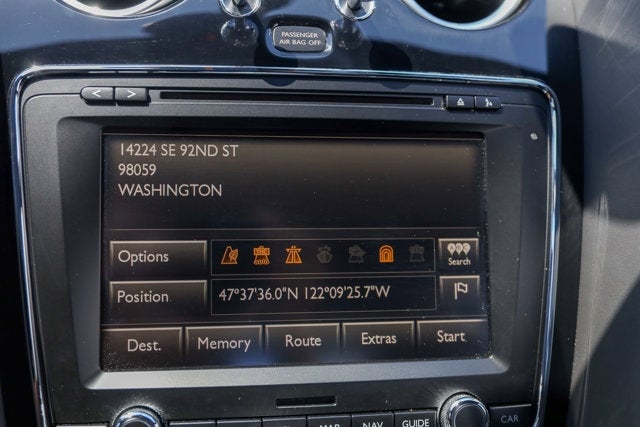 PASSENGER
AIR BAG OFF
< >
14224 SE 92ND ST
98059
WASHINGTON
Options
Search
Position
47°37'36.0"N 122°09'25.7"W
Dest.
Memory
Route
Extras
Start
MAP
NAV
GUIDE
CAR